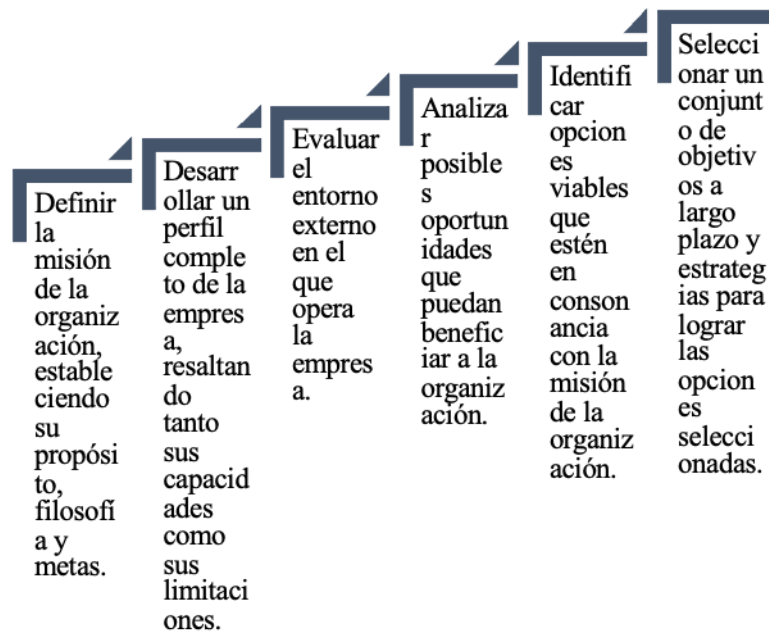 Definir
la
misión
de la
organiz
ación,
estable
ciendo
su
propósi
to,
filosofí
a y
metas.
Desarr
ollar un
perfil
comple
to de la
empres
a,
resaltan
do
tanto
sus
capacid
ades
como
sus
limitaci
ones.
Evaluar
el
entorno
externo
en el
que
opera
la
empres
a.
Analiza
r
posible
s
oportun
idades
que
puedan
benefic
iar a la
organiz
ación.
Identifi
car
opcion
es
viables
que
estén
en
conson
ancia
con la
misión
de la
organiz
ación.
Selecci
onar un
conjunt
o de
objetiv
os a
largo
plazo y
estrateg
ias para
lograr
las
opcion
es
selecci
onadas.